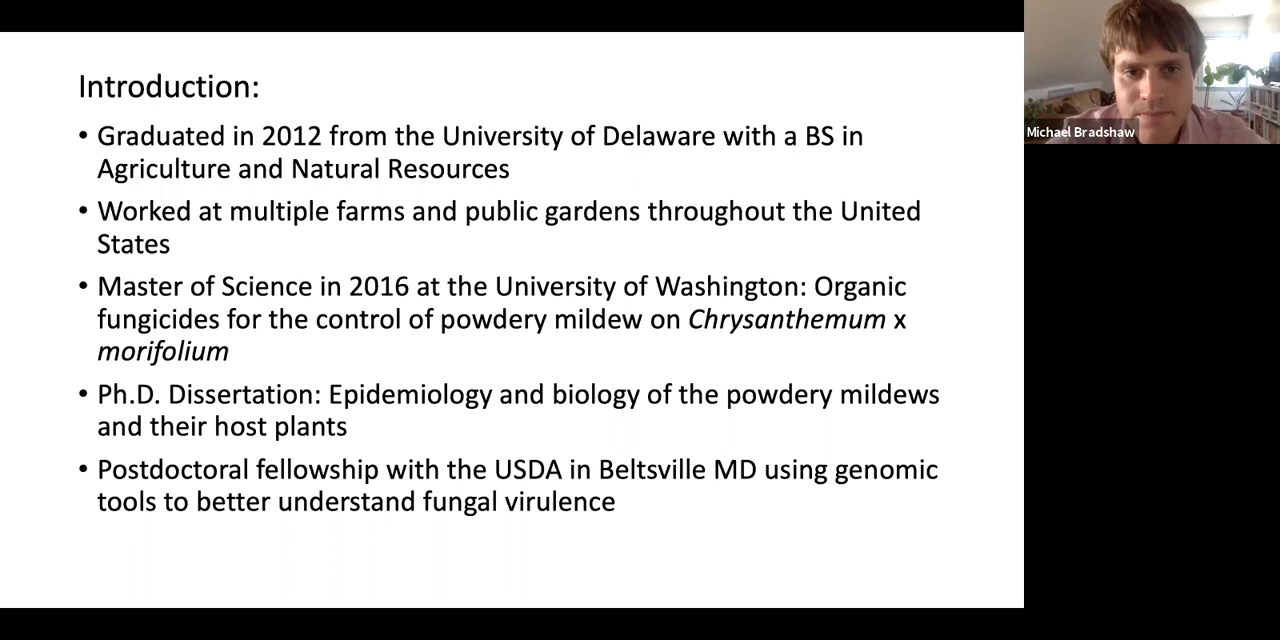 Introduction:
• Graduated in 2012 from the University of Delaware with a BS in
Agriculture and Natural Resources
• Worked at multiple farms and public gardens throughout the United
States
• Master of Science in 2016 at the University of Washington: Organic
fungicides for the control of powdery mildew on Chrysanthemum x
morifolium
• Ph.D. Dissertation: Epidemiology and biology of the powdery mildews
and their host plants
• Postdoctoral fellowship with the USDA in Beltsville MD using genomic
tools to better understand fungal virulence
Michael Bradshaw